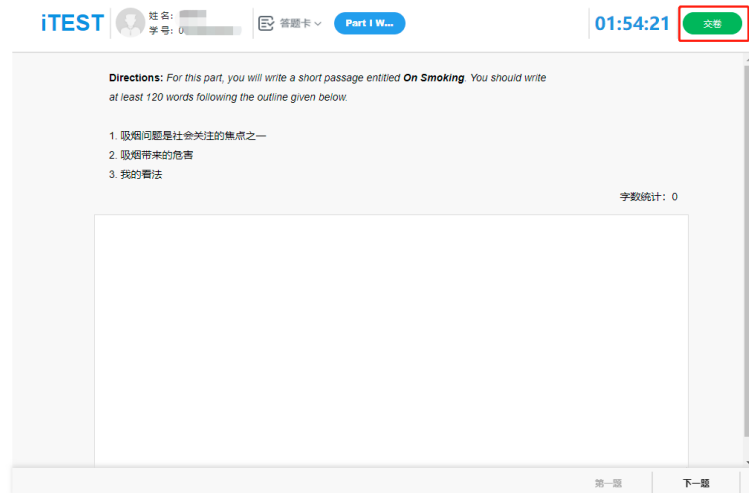 iTEST
姓 名:
学 号: 0
答题卡
Part I W...
01:54:21
交卷
Directions: For this part, you will write a short passage entitled On Smoking. You should write
at least 120 words following the outline given below.
1. 吸烟问题是社会关注的焦点之一
2. 吸烟带来的危害
3. 我的看法
字数统计：0
第一题
下一题